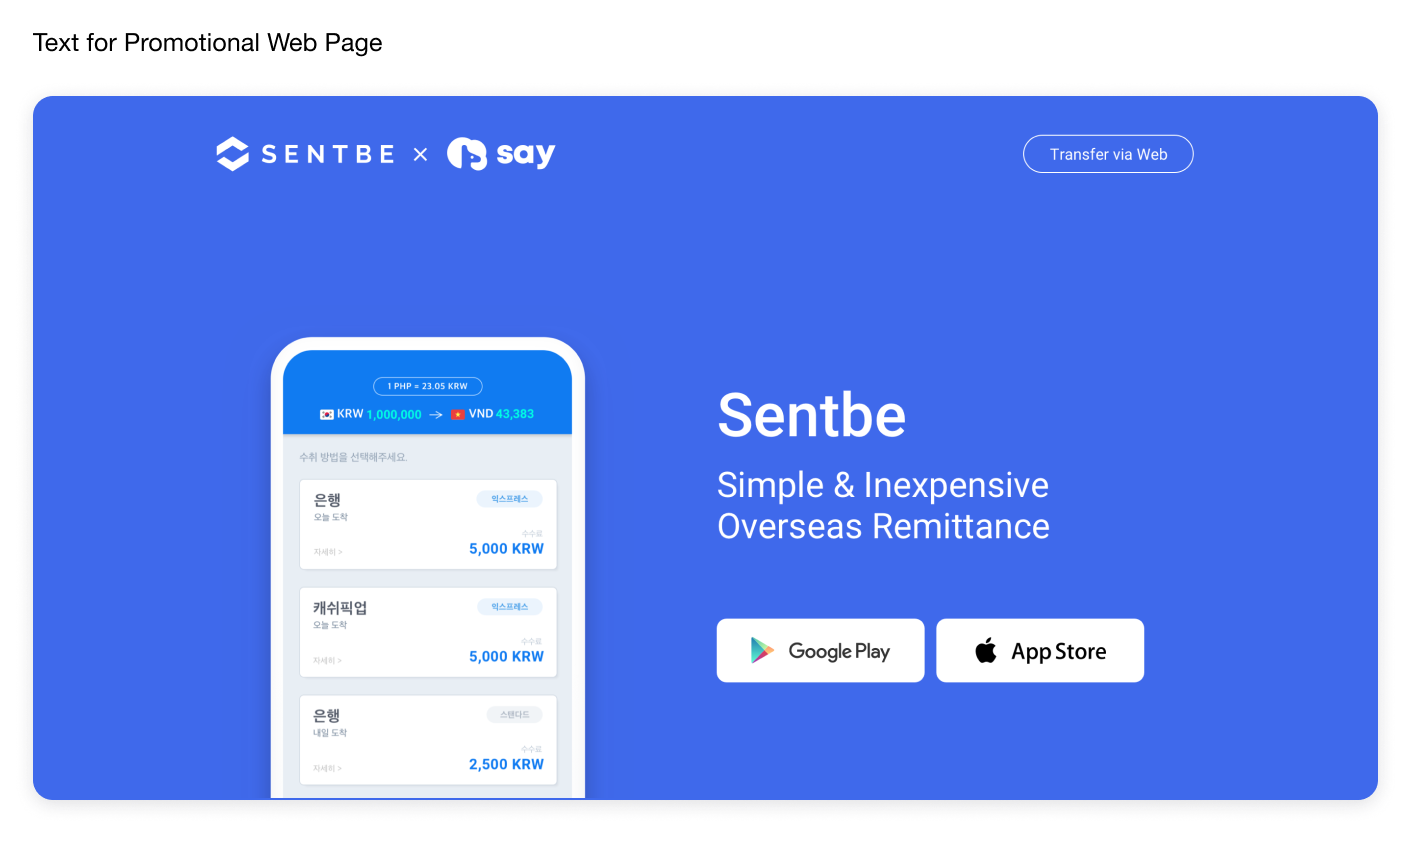 Text for Promotional Web Page
SENTBE × say
Transfer via Web
1 PHP = 23.05 KRW
KRW 1,000,000 → VND 43,383
수취 방법을 선택해주세요.
은행
익스프레스
오늘 도착
수수료
자세히 >
5,000 KRW
캐쉬픽업
익스프레스
오늘 도착
수수료
자세히 >
5,000 KRW
은행
스탠다드
내일 도착
수수료
자세히 >
2,500 KRW
Sentbe
Simple & Inexpensive
Overseas Remittance
Google Play
App Store